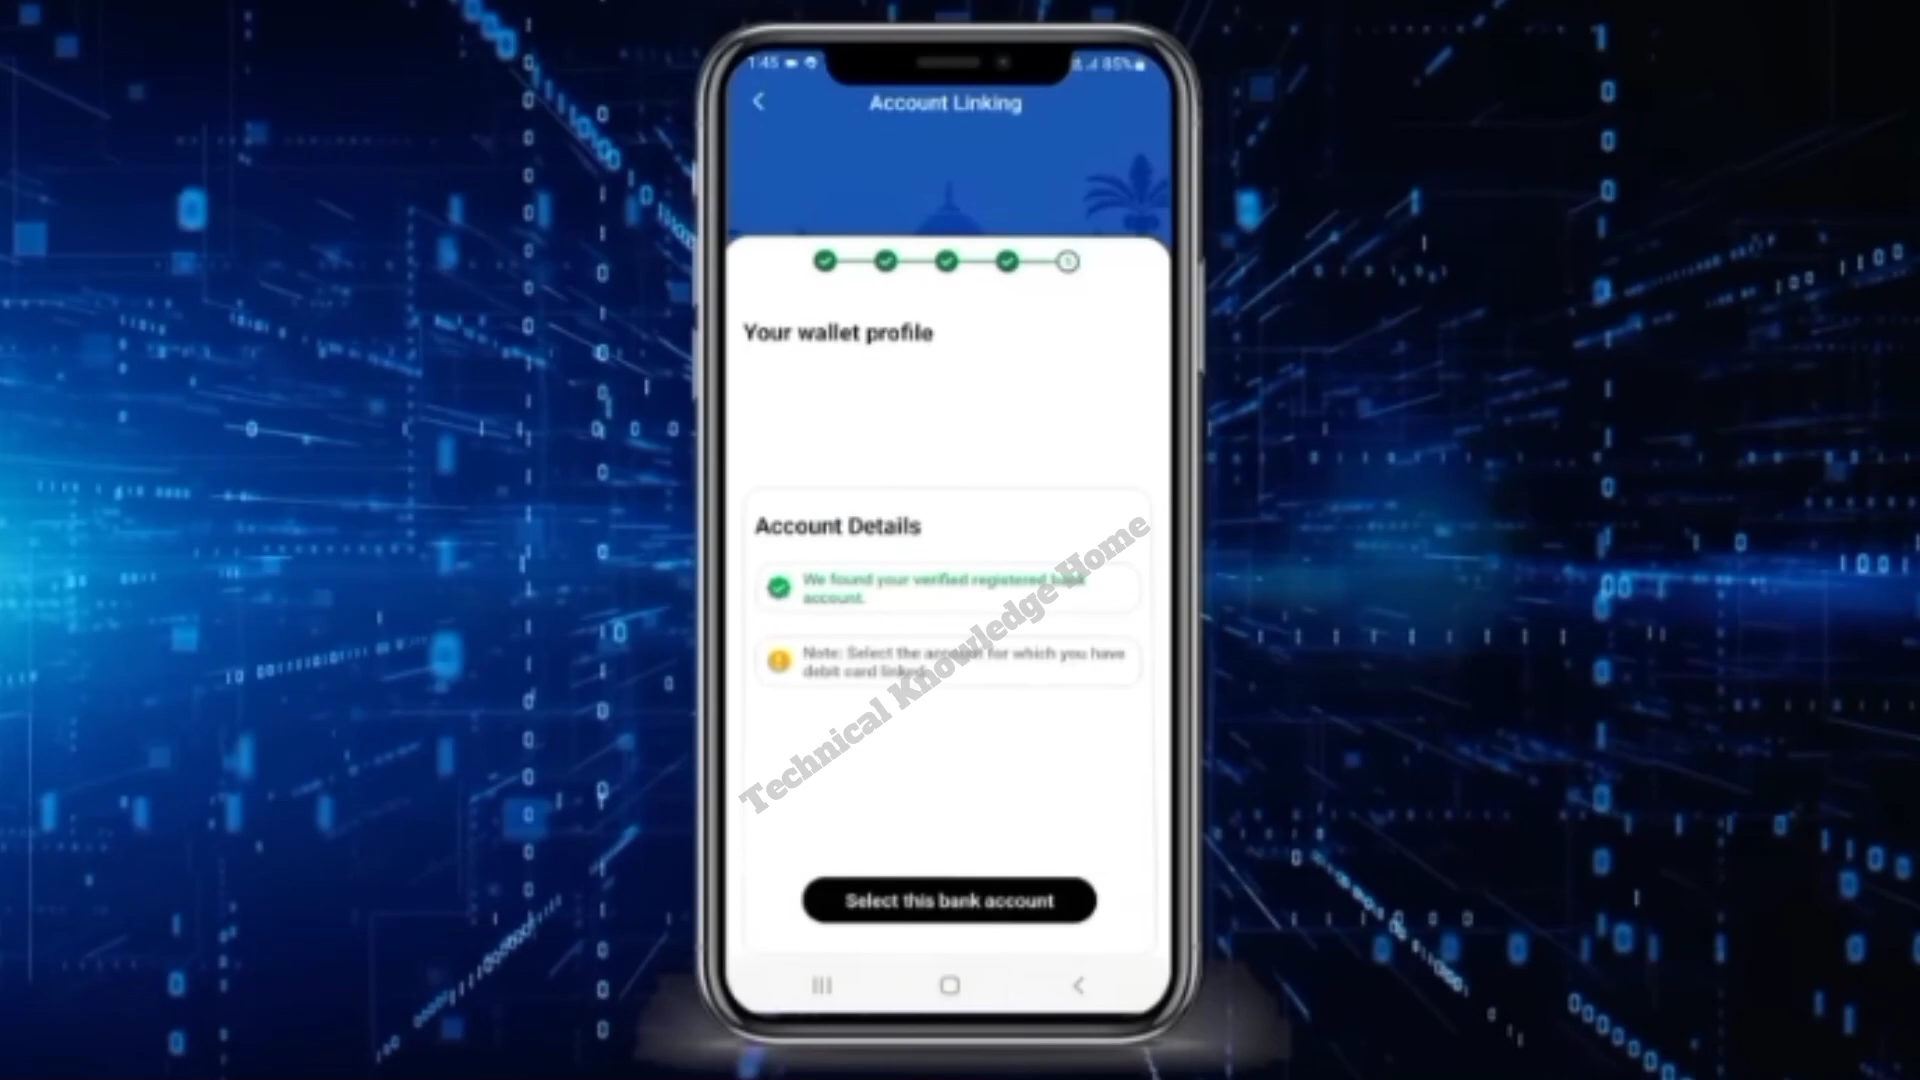 1:45
85%
Account Linking
Your wallet profile
Account Details
We found your verified registered bank
account.
Note: Select the account for which you have
debit card linked.
Technical Knowledge Home
Select this bank account